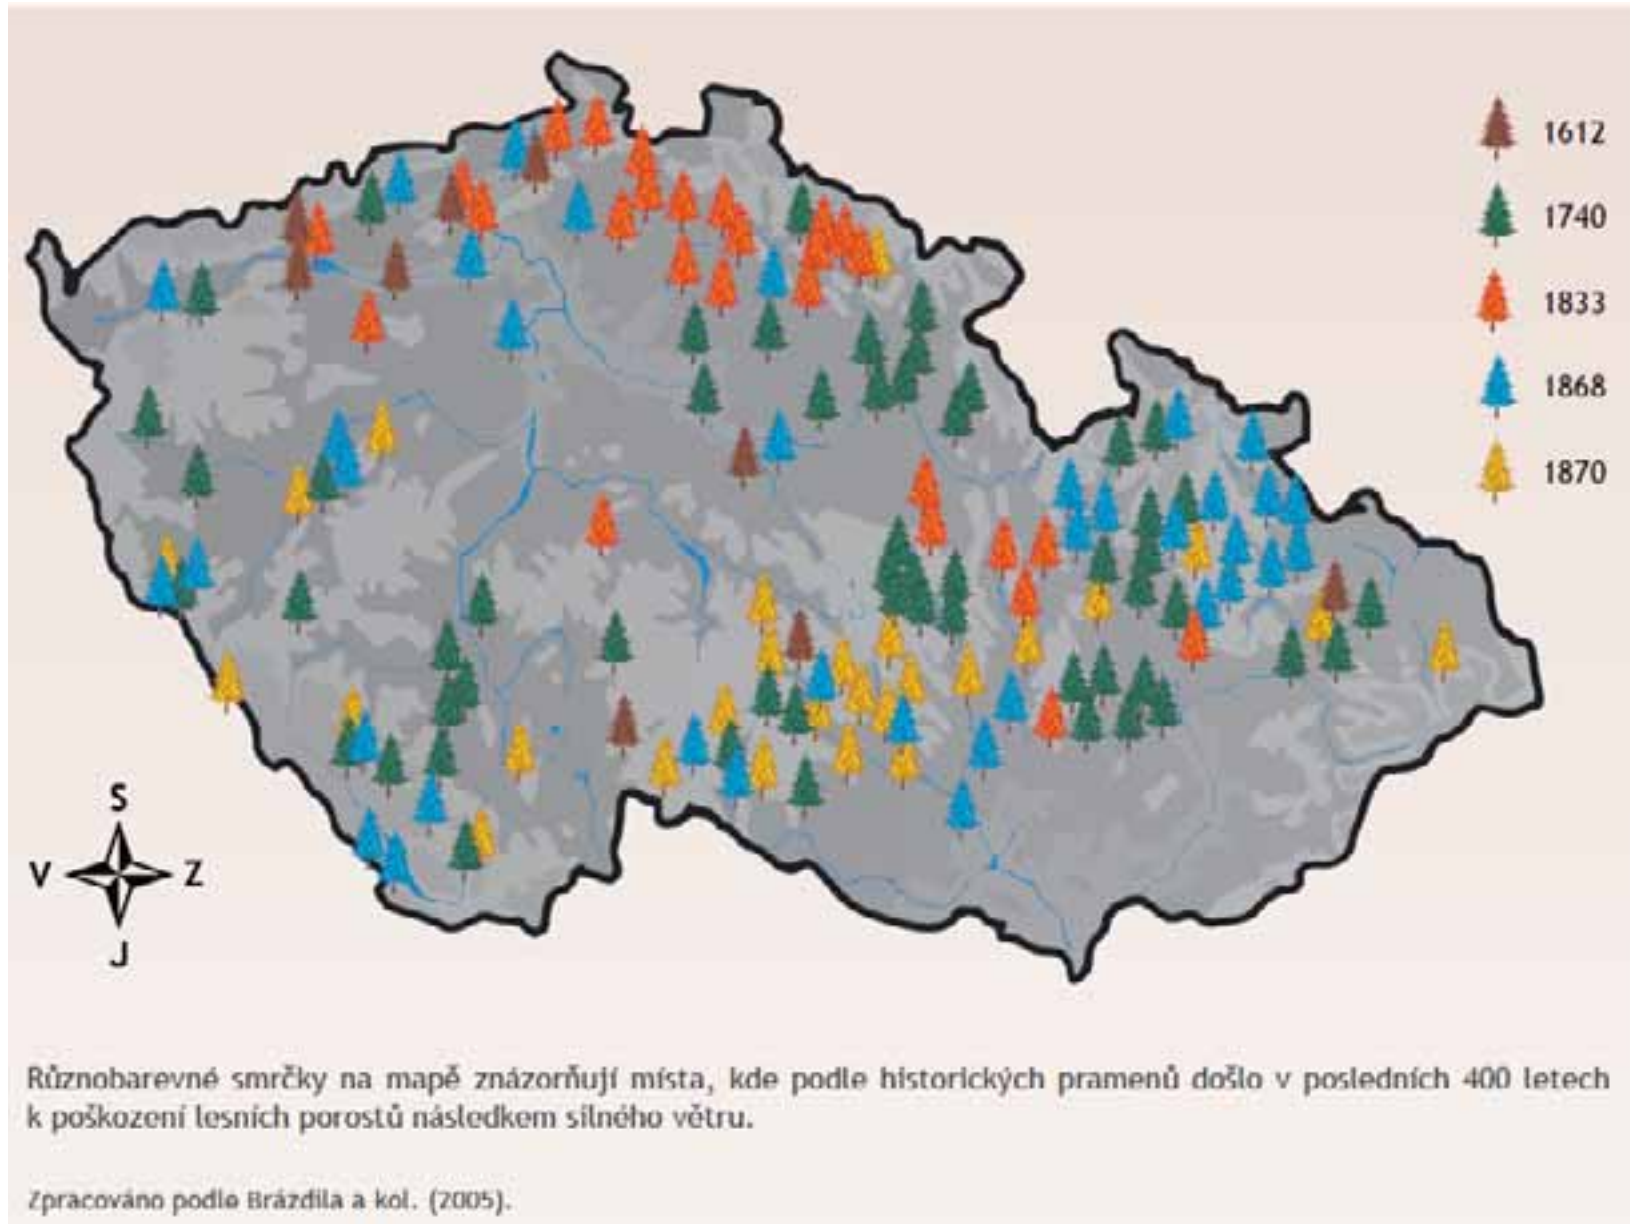 1612
1740
1833
1868
1870
S
V Z
J
Různobarevné smrčky na mapě znázorňují místa, kde podle historických pramenů došlo v posledních 400 letech
k poškození lesních porostů následkem silného větru.
Zpracováno podle Brázdila a kol. (2005).